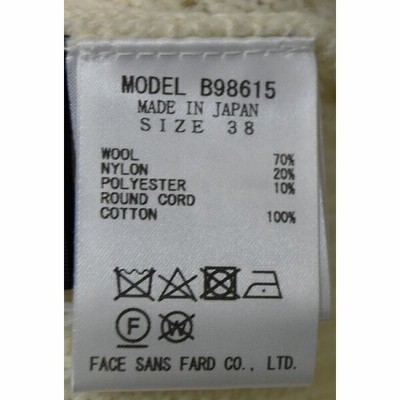 MODEL B98615
MADE IN JAPAN
SIZE 38
WOOL 70%
NYLON 20%
POLYESTER 10%
ROUND CORD
COTTON 100%
F W
FACE SANS FARD CO., LTD.